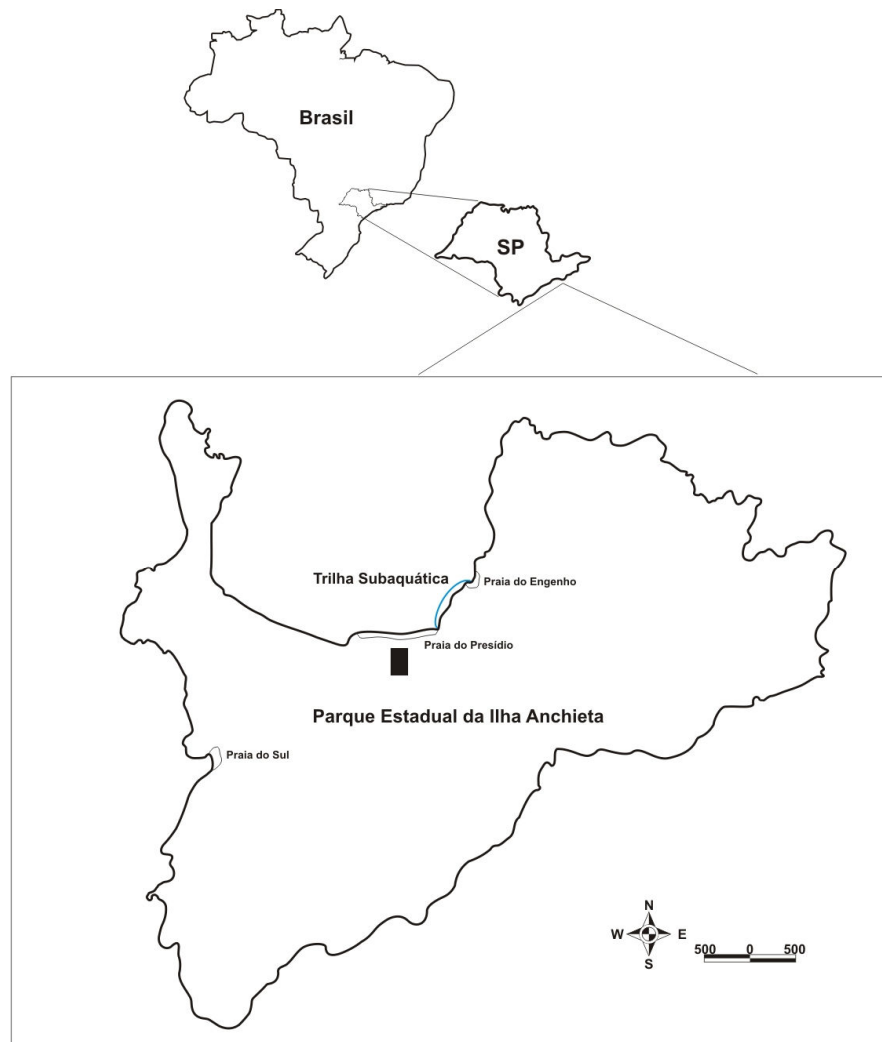 Brasil
SP
Trilha Subaquática
Praia do Engenho
Praia do Presídio
Parque Estadual da Ilha Anchieta
Praia do Sul
N
W E
S
500 0 500